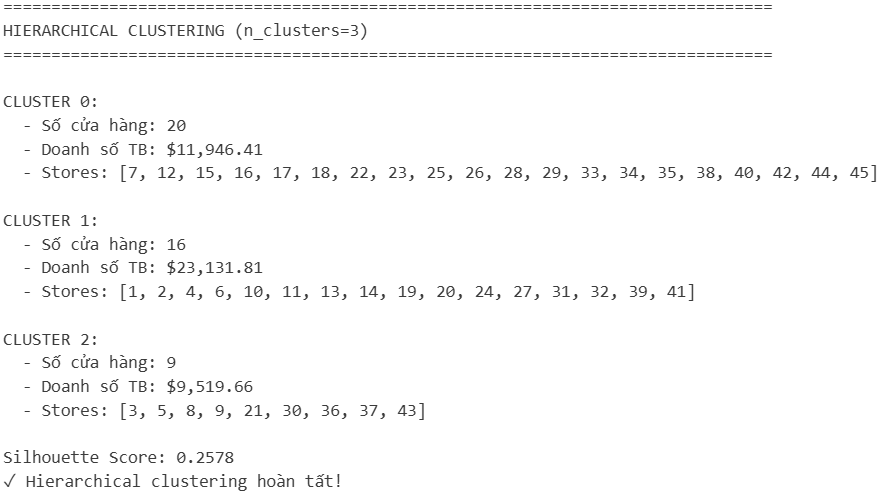 ================================================================================
HIERARCHICAL CLUSTERING (n_clusters=3)
================================================================================
CLUSTER 0:
- Số cửa hàng: 20
- Doanh số TB: $11,946.41
- Stores: [7, 12, 15, 16, 17, 18, 22, 23, 25, 26, 28, 29, 33, 34, 35, 38, 40, 42, 44, 45]
CLUSTER 1:
- Số cửa hàng: 16
- Doanh số TB: $23,131.81
- Stores: [1, 2, 4, 6, 10, 11, 13, 14, 19, 20, 24, 27, 31, 32, 39, 41]
CLUSTER 2:
- Số cửa hàng: 9
- Doanh số TB: $9,519.66
- Stores: [3, 5, 8, 9, 21, 30, 36, 37, 43]
Silhouette Score: 0.2578
✓ Hierarchical clustering hoàn tất!